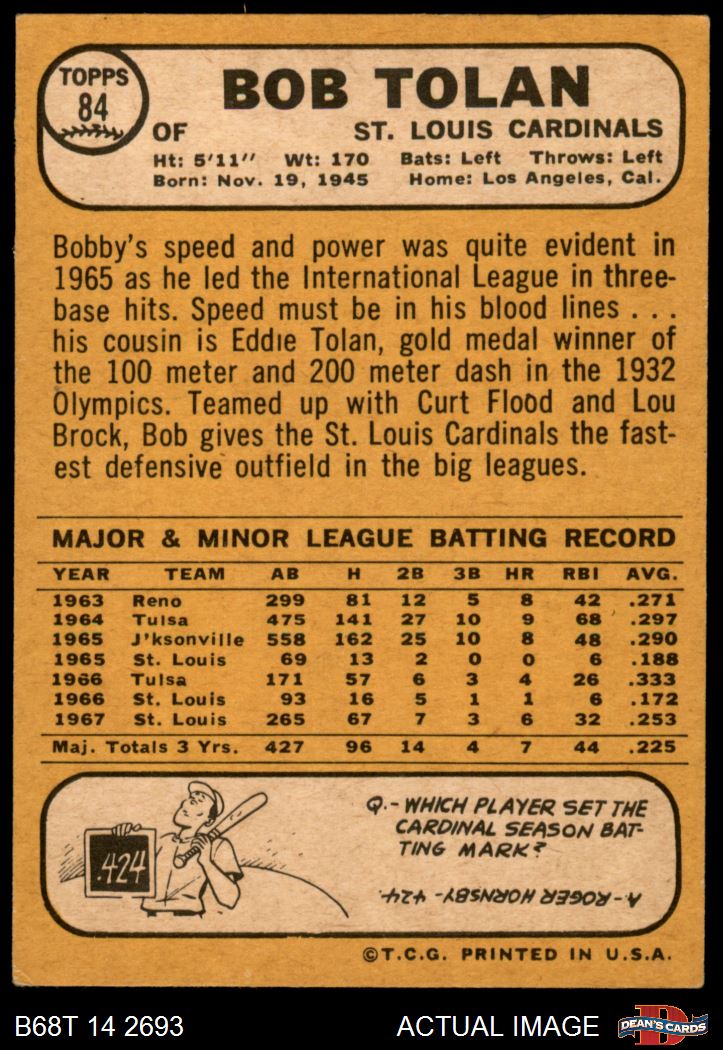 TOPPS
84
BOB TOLAN
OF ST. LOUIS CARDINALS
Ht: 5'11" Wt: 170 Bats: Left Throws: Left
Born: Nov. 19, 1945 Home: Los Angeles, Cal.
Bobby's speed and power was quite evident in
1965 as he led the International League in three-
base hits. Speed must be in his blood lines . . .
his cousin is Eddie Tolan, gold medal winner of
the 100 meter and 200 meter dash in the 1932
Olympics. Teamed up with Curt Flood and Lou
Brock, Bob gives the St. Louis Cardinals the fast-
est defensive outfield in the big leagues.
MAJOR & MINOR LEAGUE BATTING RECORD
YEAR TEAM AB H 2B 3B HR RBI AVG.
1963 Reno 299 81 12 5 8 42 .271
1964 Tulsa 475 141 27 10 9 68 .297
1965 J'ksonville 558 162 25 10 8 48 .290
1965 St. Louis 69 13 2 0 0 6 .188
1966 Tulsa 171 57 6 3 4 26 .333
1966 St. Louis 93 16 5 1 1 6 .172
1967 St. Louis 265 67 7 3 6 32 .253
Maj. Totals 3 Yrs. 427 96 14 4 7 44 .225
.424
Q.- WHICH PLAYER SET THE
CARDINAL SEASON BAT-
TING MARK?
A- ROGER HORNSBY - 424.
©T.C.G. PRINTED IN U.S.A.
B68T 14 2693 ACTUAL IMAGE
D
DEAN'S CARDS